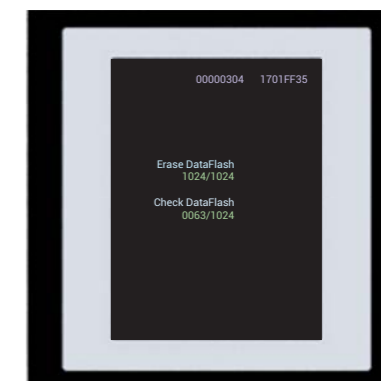 00000304 1701FF35
Erase DataFlash
1024/1024
Check DataFlash
0063/1024